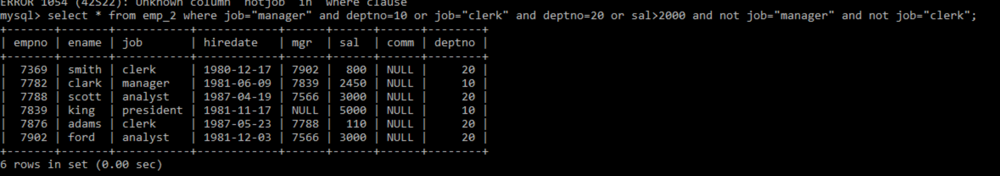 ERROR 1054 (42S22): Unknown column 'notjob' in 'where clause'
mysql> select * from emp_2 where job="manager" and deptno=10 or job="clerk" and deptno=20 or sal>2000 and not job="manager" and not job="clerk";
+-------+-------+-----------+------------+------+------+------+--------+
| empno | ename | job       | hiredate   | mgr  | sal  | comm | deptno |
+-------+-------+-----------+------------+------+------+------+--------+
|  7369 | smith | clerk     | 1980-12-17 | 7902 |  800 | NULL |     20 |
|  7782 | clark | manager   | 1981-06-09 | 7839 | 2450 | NULL |     10 |
|  7788 | scott | analyst   | 1987-04-19 | 7566 | 3000 | NULL |     20 |
|  7839 | king  | president | 1981-11-17 | NULL | 5000 | NULL |     10 |
|  7876 | adams | clerk     | 1987-05-23 | 7788 |  110 | NULL |     20 |
|  7902 | ford  | analyst   | 1981-12-03 | 7566 | 3000 | NULL |     20 |
+-------+-------+-----------+------------+------+------+------+--------+
6 rows in set (0.00 sec)